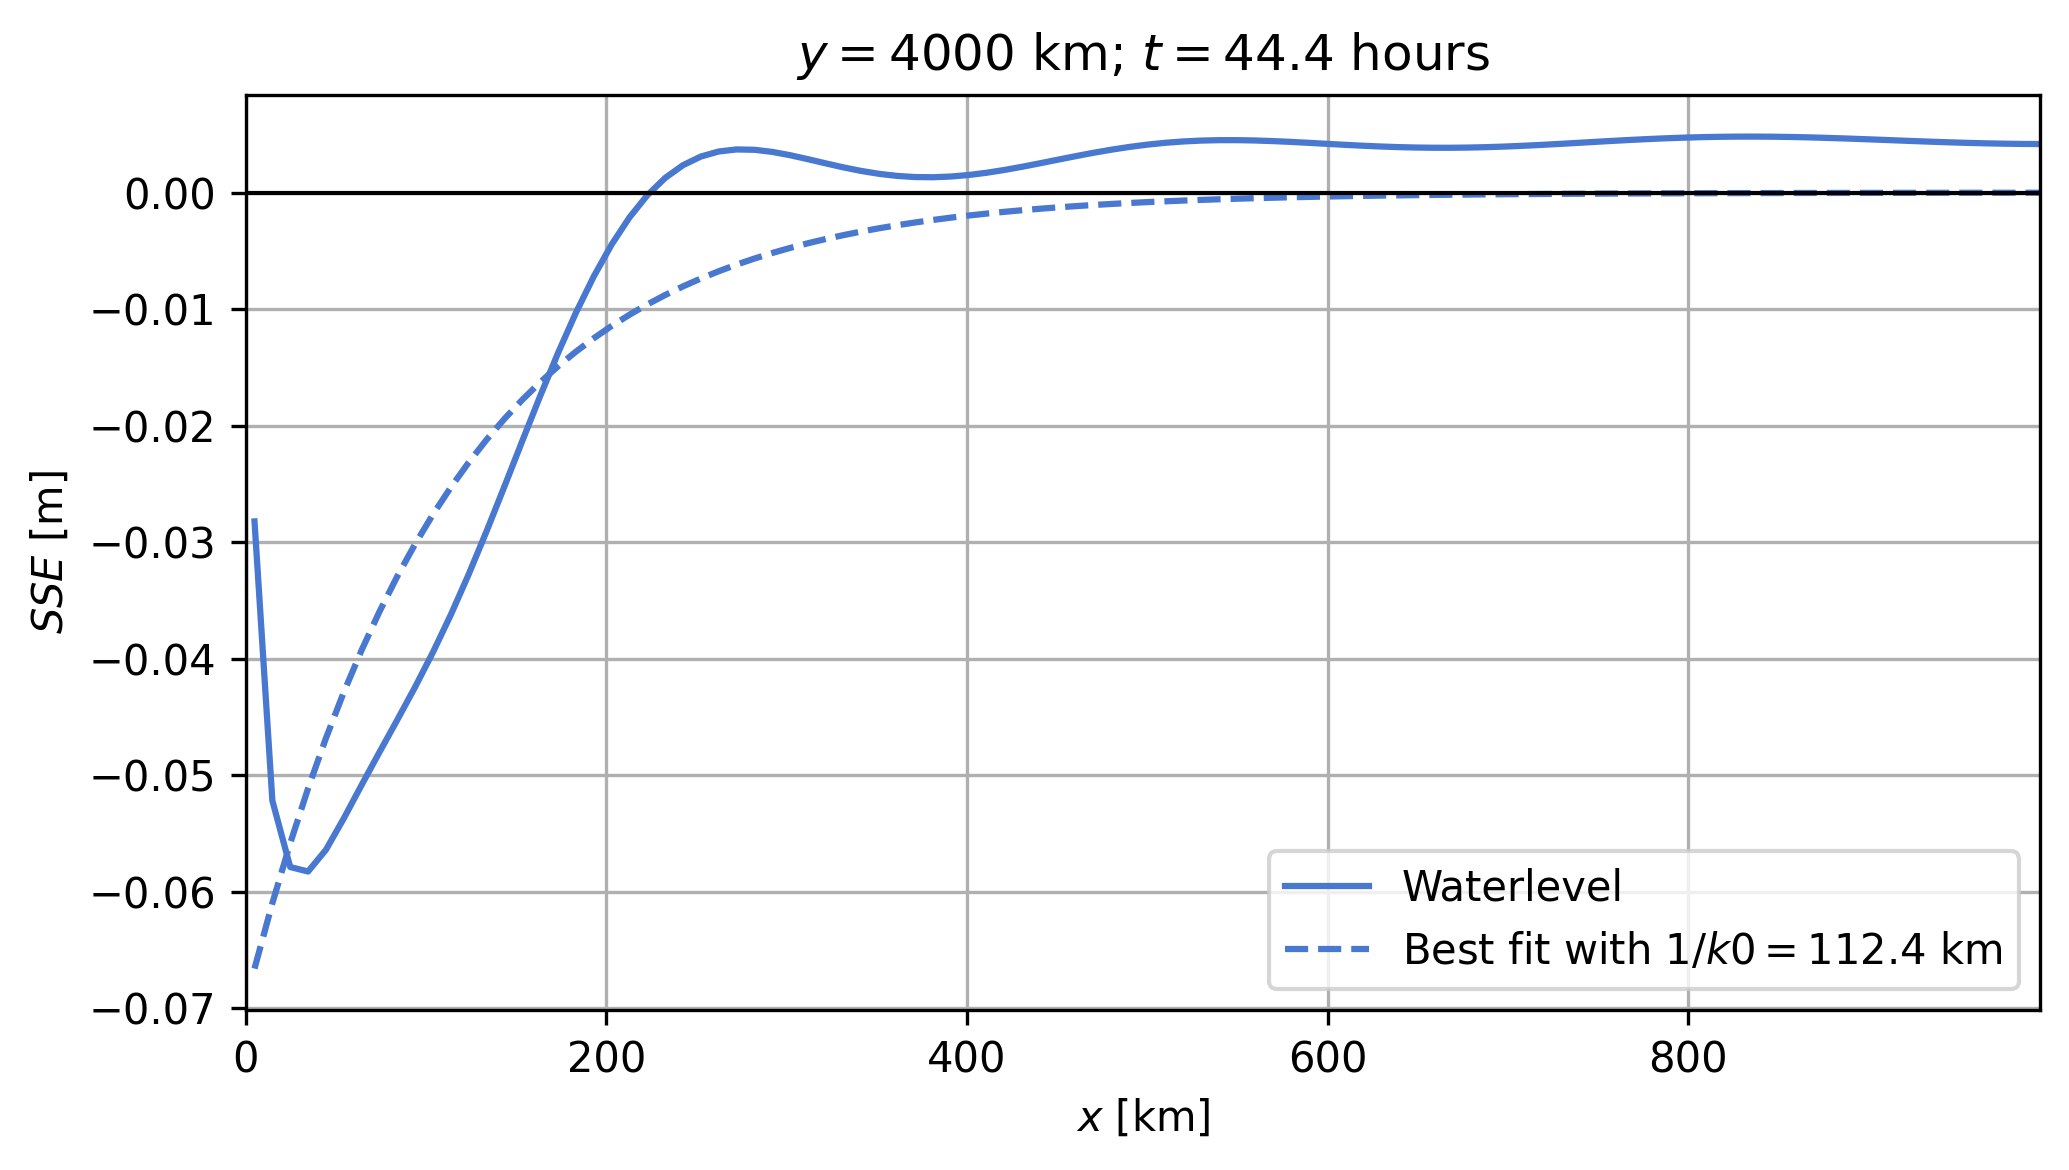 y = 4000 km; t = 44.4 hours
SSE [m]
0.00
−0.01
−0.02
−0.03
−0.04
−0.05
−0.06
−0.07
Waterlevel
Best fit with 1/k0 = 112.4 km
0 200 400 600 800
x [km]